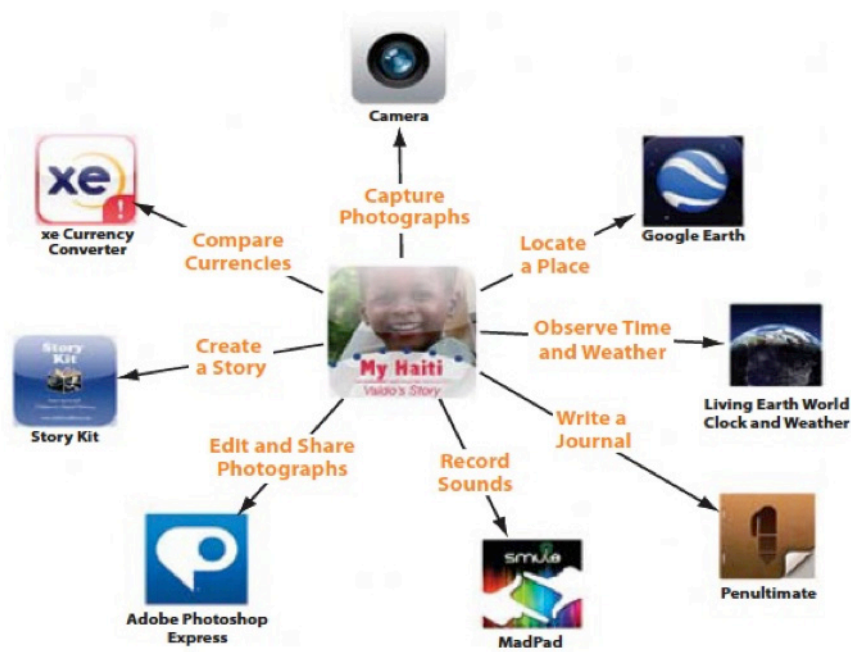 Camera
Capture
Photographs
xe
!
xe Currency
Converter
Compare
Currencies
Google Earth
Locate
a Place
My Haiti
Valdo's Story
Observe Time
and Weather
Living Earth World
Clock and Weather
Story
Kit
Create
a Story
Story Kit
Write a
Journal
Penultimate
Edit and Share
Photographs
Adobe Photoshop
Express
Record
Sounds
smule
MadPad